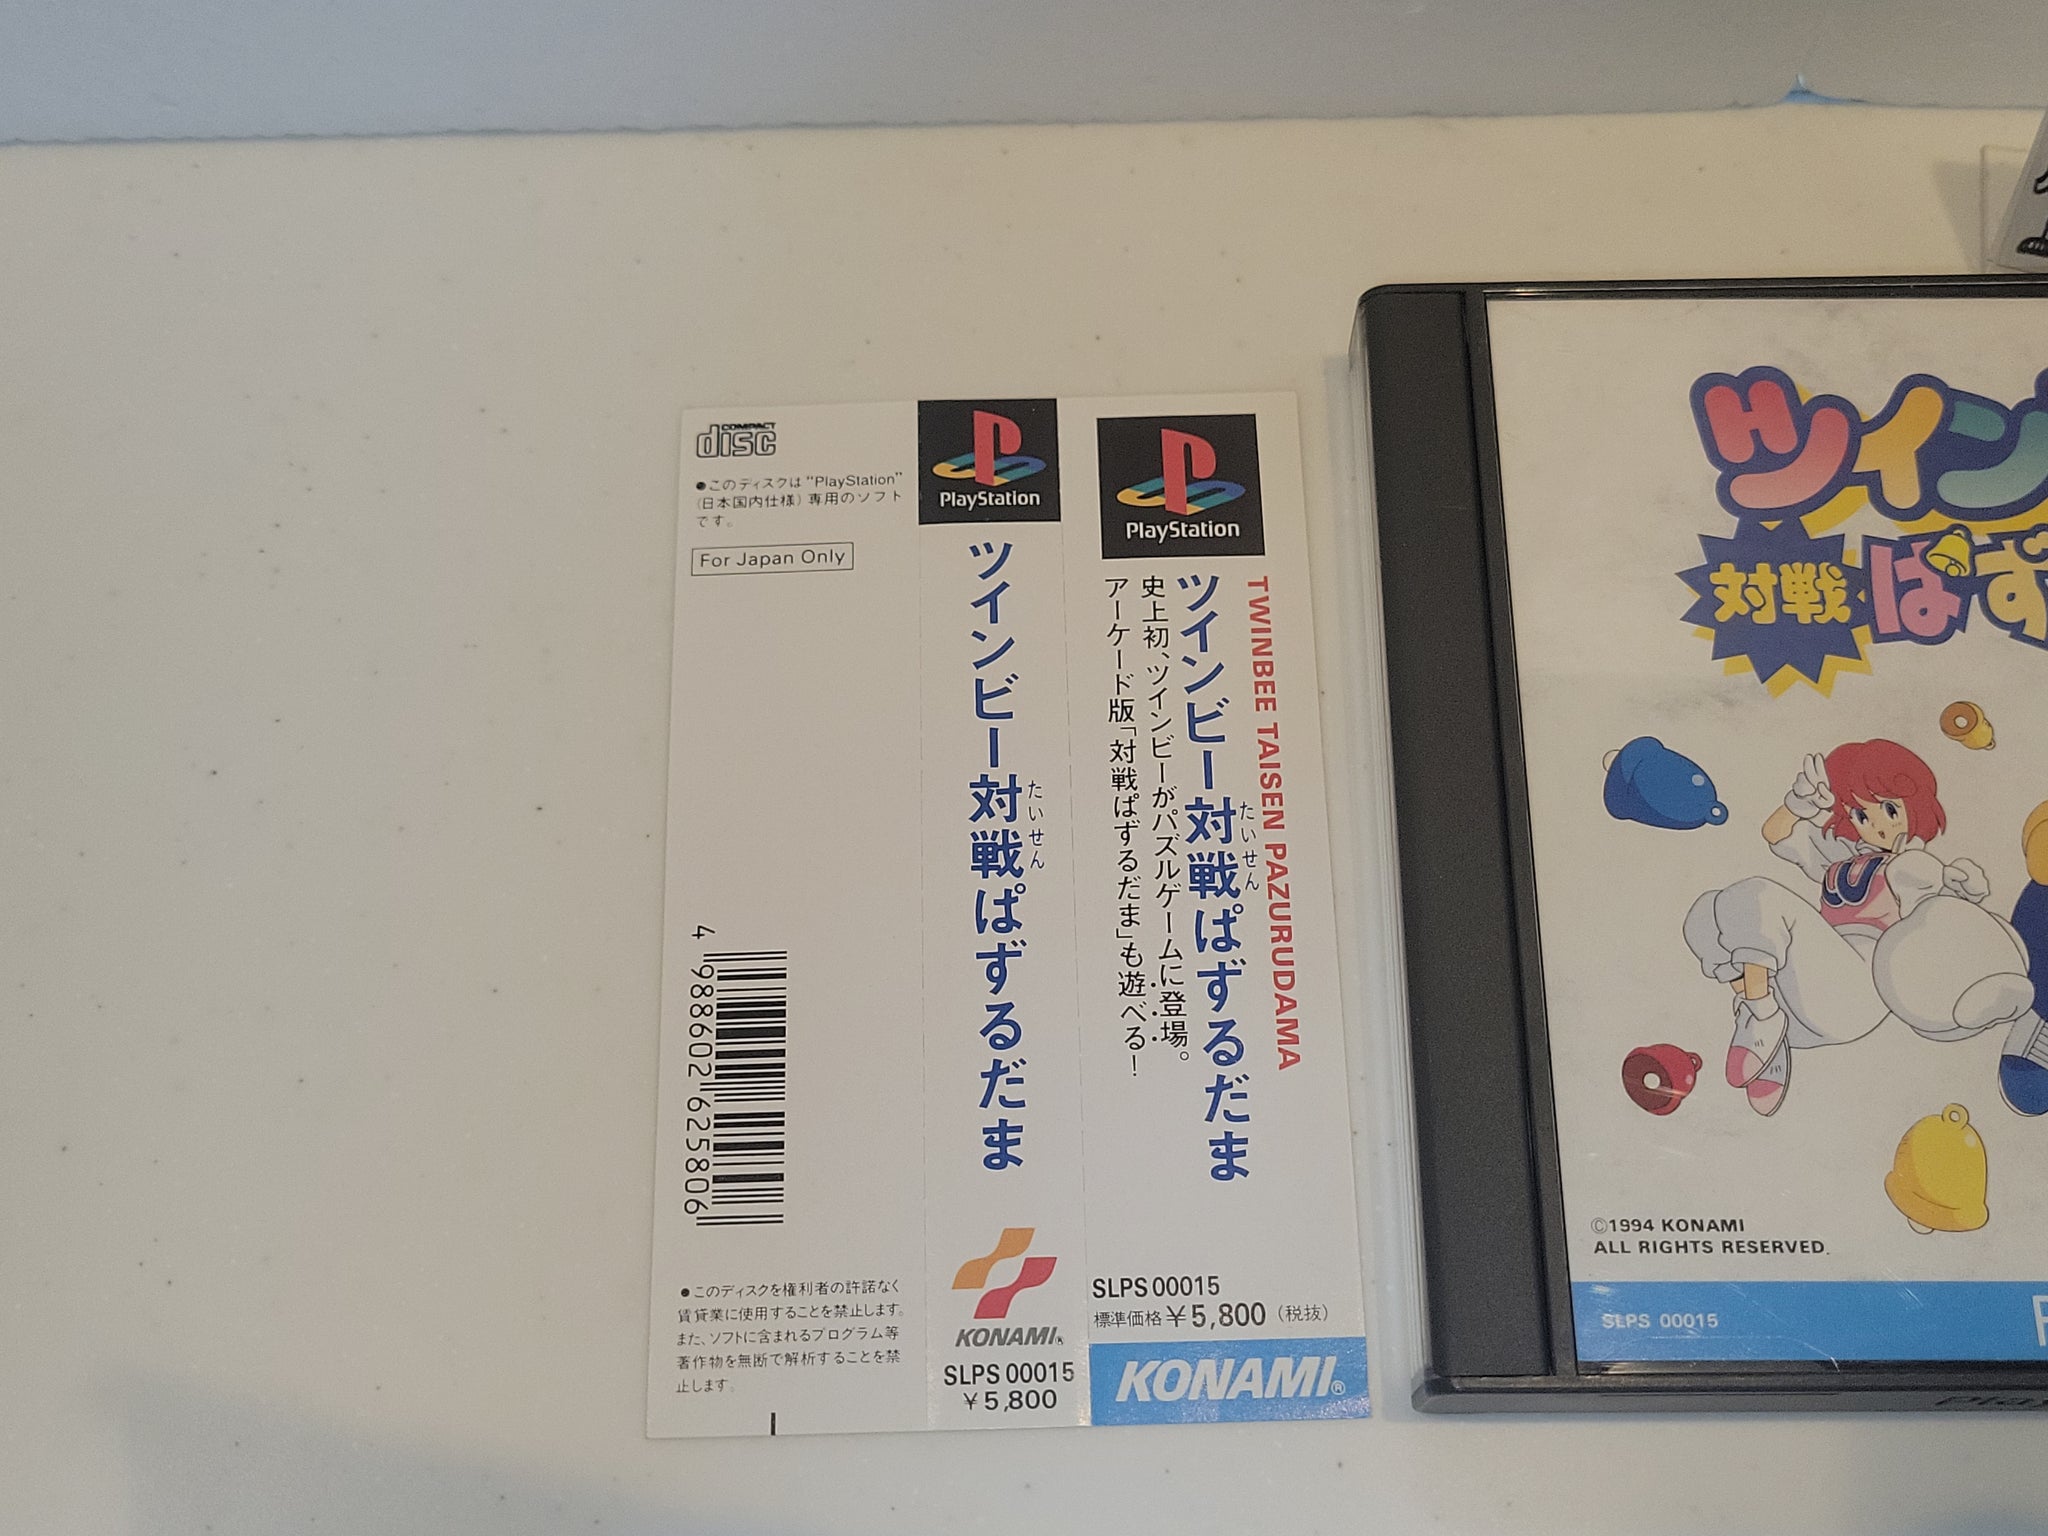 COMPACT
disc
●このディスクは"PlayStation"
(日本国内仕様)専用のソフト
です。
For Japan Only
4 988602 625806
●このディスクを権利者の許諾なく
賃貸業に使用することを禁止します。
また、ソフトに含まれるプログラム等
著作物を無断で解析することを禁
止します。
PlayStation
ツインビー対戦ぱずるだま
たいせん
KONAMI®
SLPS 00015
¥5,800
PlayStation
TWINBEE TAISEN PAZURUDAMA
ツインビー対戦ぱずるだま
たいせん
史上初、ツインビーがパズルゲームに登場。
アーケード版「対戦ぱずるだま」も遊べる!
SLPS 00015
標準価格¥5,800(税抜)
KONAMI®
ツイン
対戦ぱず
©1994 KONAMI
ALL RIGHTS RESERVED.
SLPS 00015